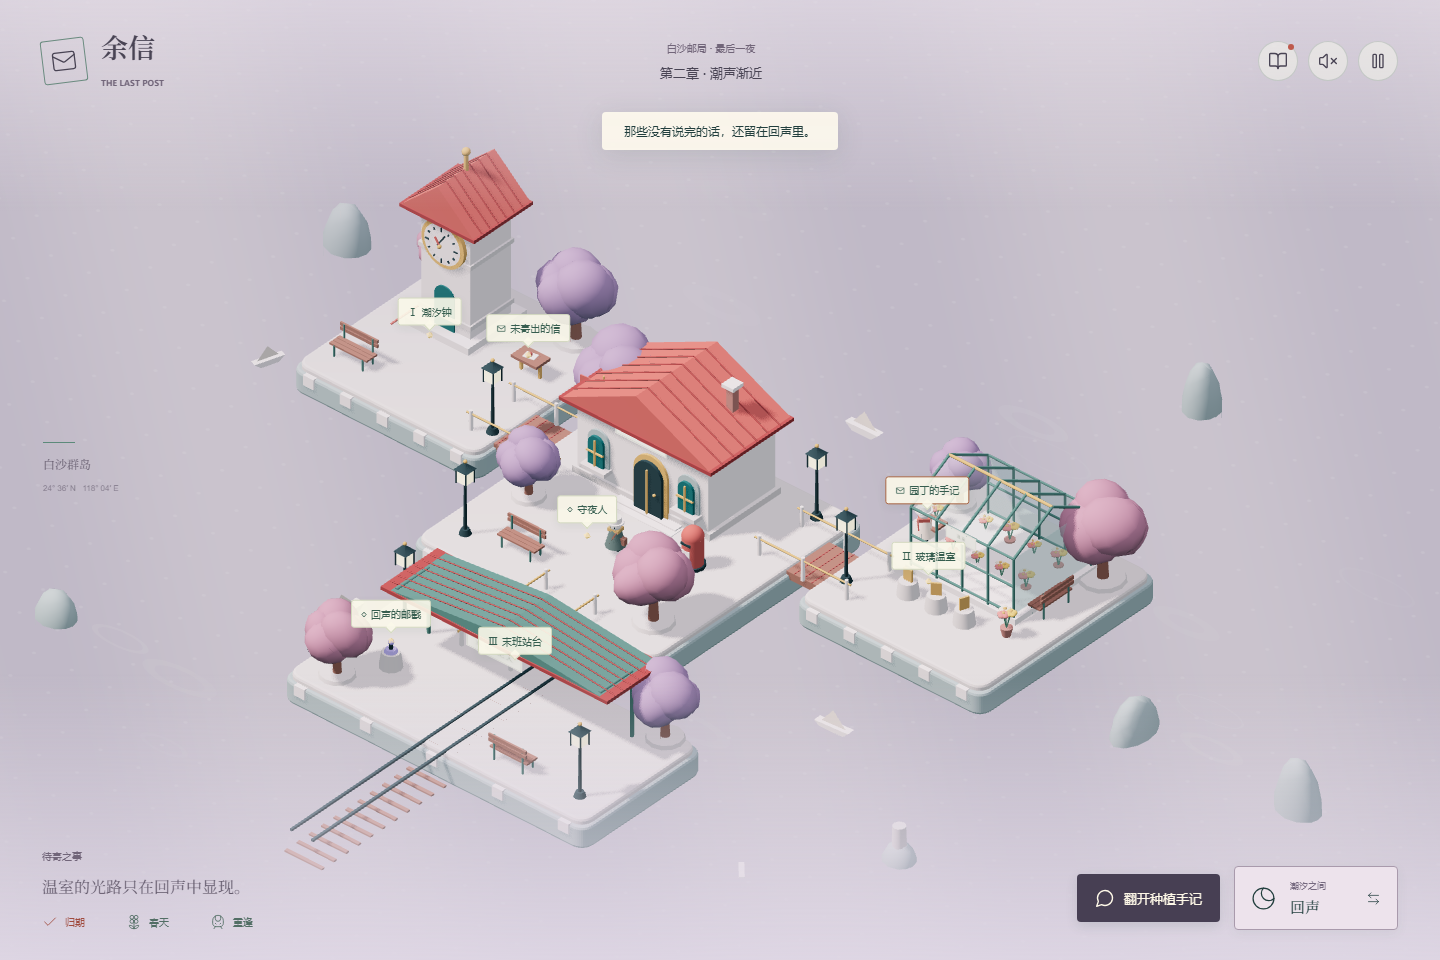 余信
THE LAST POST
白沙邮局 · 最后一夜
第二章 · 潮声渐近
那些没有说完的话，还留在回声里。
I 潮汐钟
未寄出的信
园丁的手记
守夜人
II 玻璃温室
回声的邮戳
III 末班站台
白沙群岛
24° 36' N 118° 04' E
待寄之事
温室的光路只在回声中显现。
归期
春天
重逢
翻开种植手记
潮汐之间
回声